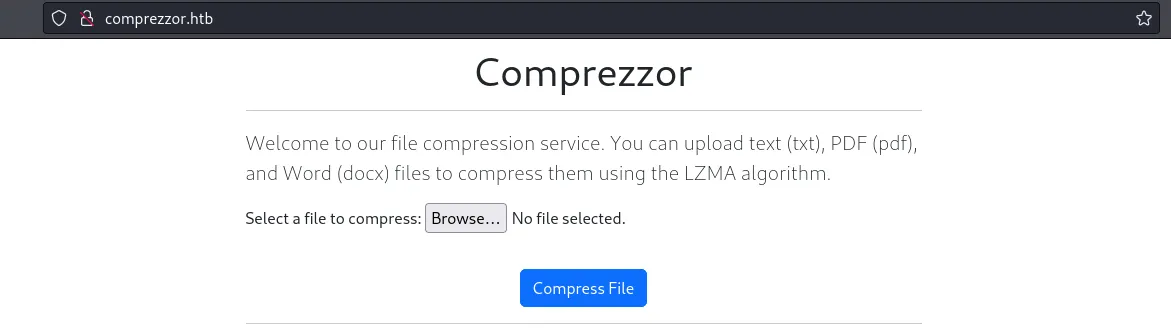 comprezzor.htb
Comprezzor
Welcome to our file compression service. You can upload text (txt), PDF (pdf),
and Word (docx) files to compress them using the LZMA algorithm.
Select a file to compress: Browse... No file selected.
Compress File